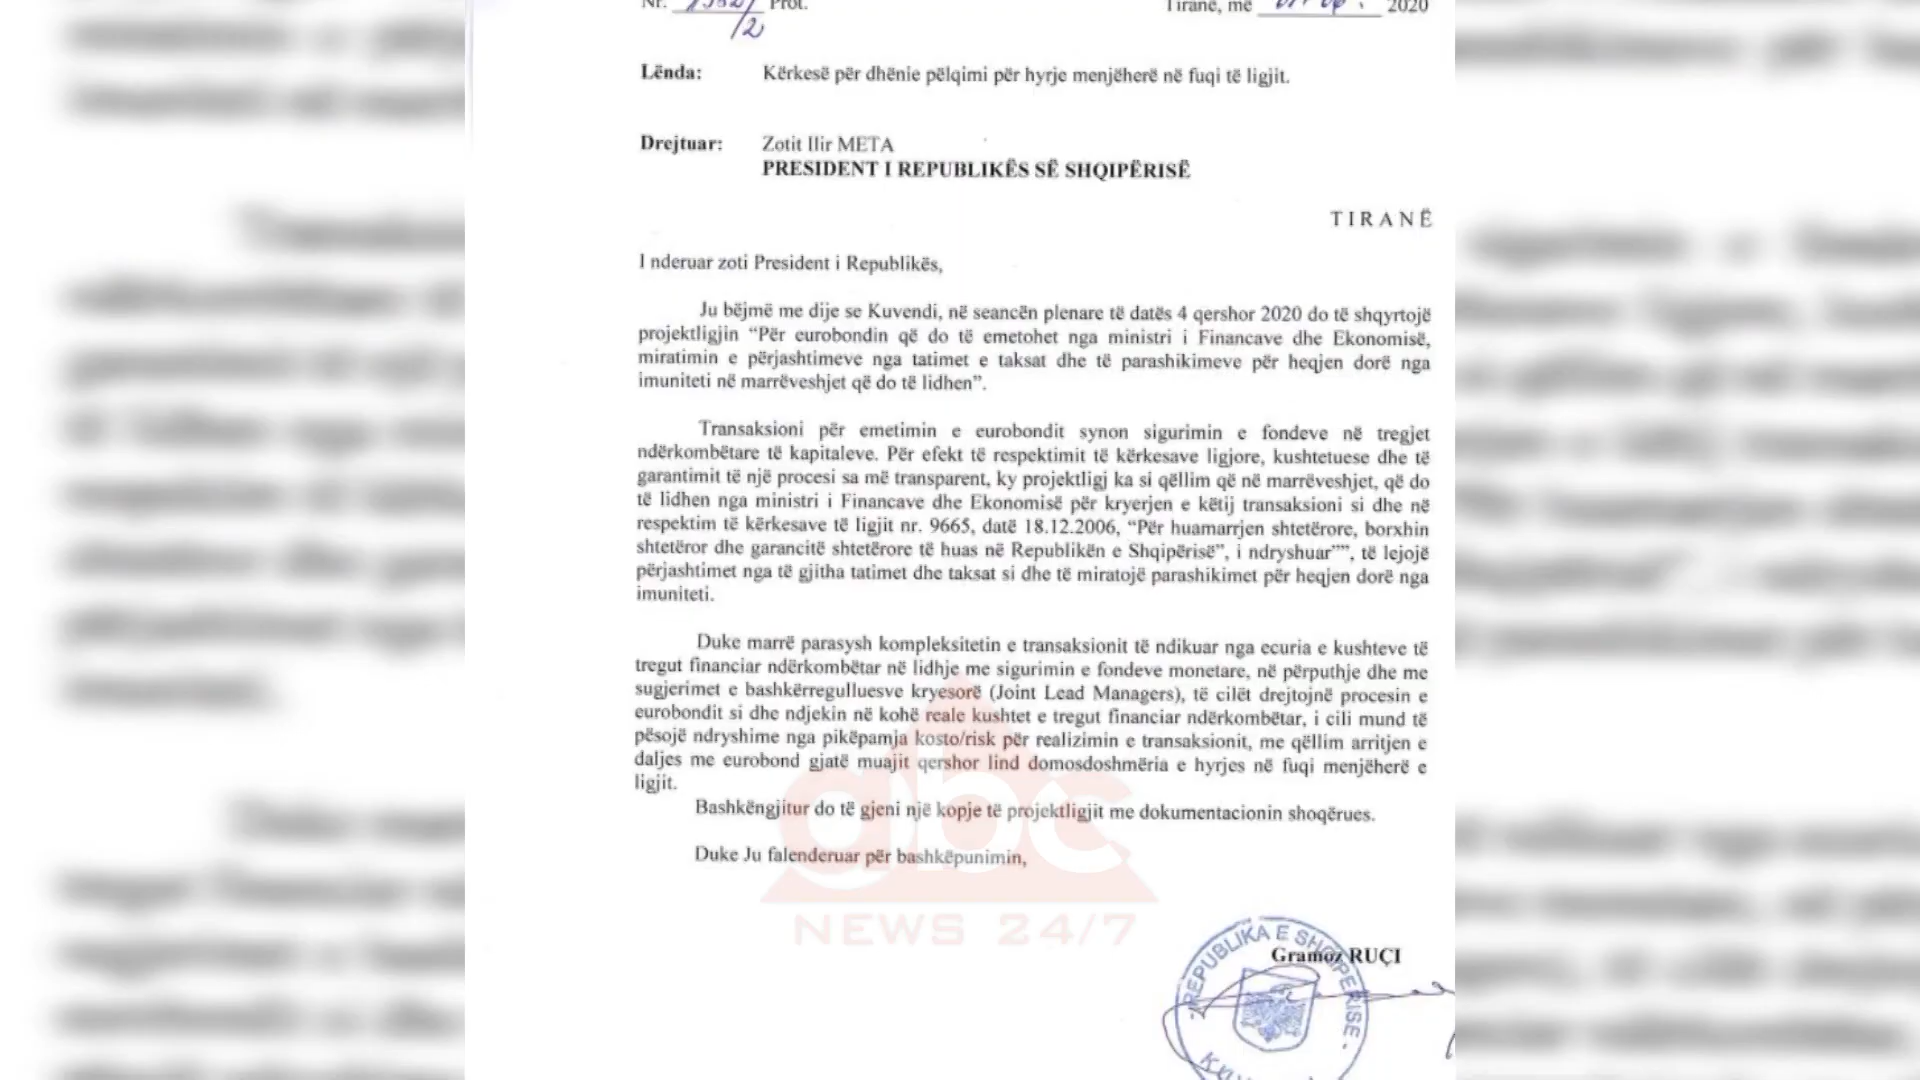 Nr. /2 Prot. Tiranë, më 2020
Lënda: Kërkesë për dhënie pëlqimi për hyrje menjëherë në fuqi të ligjit.
Drejtuar: Zotit Ilir META
PRESIDENT I REPUBLIKËS SË SHQIPËRISË
TIRANË
I nderuar zoti President i Republikës,
Ju bëjmë me dije se Kuvendi, në seancën plenare të datës 4 qershor 2020 do të shqyrtojë
projektligjin “Për eurobondin që do të emetohet nga ministri i Financave dhe Ekonomisë,
miratimin e përjashtimeve nga tatimet e taksat dhe të parashikimeve për heqjen dorë nga
imuniteti në marrëveshjet që do të lidhen”.
Transaksioni për emetimin e eurobondit synon sigurimin e fondeve në tregjet
ndërkombëtare të kapitaleve. Për efekt të respektimit të kërkesave ligjore, kushtetuese dhe të
garantimit të një procesi sa më transparent, ky projektligj ka si qëllim që në marrëveshjet, që do
të lidhen nga ministri i Financave dhe Ekonomisë për kryerjen e këtij transaksioni si dhe në
respektim të kërkesave të ligjit nr. 9665, datë 18.12.2006, “Për huamarrjen shtetërore, borxhin
shtetëror dhe garancitë shtetërore të huas në Republikën e Shqipërisë”, i ndryshuar””, të lejojë
përjashtimet nga të gjitha tatimet dhe taksat si dhe të miratojë parashikimet për heqjen dorë nga
imuniteti.
Duke marrë parasysh kompleksitetin e transaksionit të ndikuar nga ecuria e kushteve të
tregut financiar ndërkombëtar në lidhje me sigurimin e fondeve monetare, në përputhje dhe me
sugjerimet e bashkërregulluesve kryesorë (Joint Lead Managers), të cilët drejtojnë procesin e
eurobondit si dhe ndjekin në kohë reale kushtet e tregut financiar ndërkombëtar, i cili mund të
pësojë ndryshime nga pikëpamja kosto/risk për realizimin e transaksionit, me qëllim arritjen e
daljes me eurobond gjatë muajit qershor lind domosdoshmëria e hyrjes në fuqi menjëherë e
ligjit.
Bashkëngjitur do të gjeni një kopje të projektligjit me dokumentacionin shoqërues.
Duke Ju falenderuar për bashkëpunimin,
abc
NEWS 24/7
Gramoz RUÇI
REPUBLIKA E SHQIPËRISË